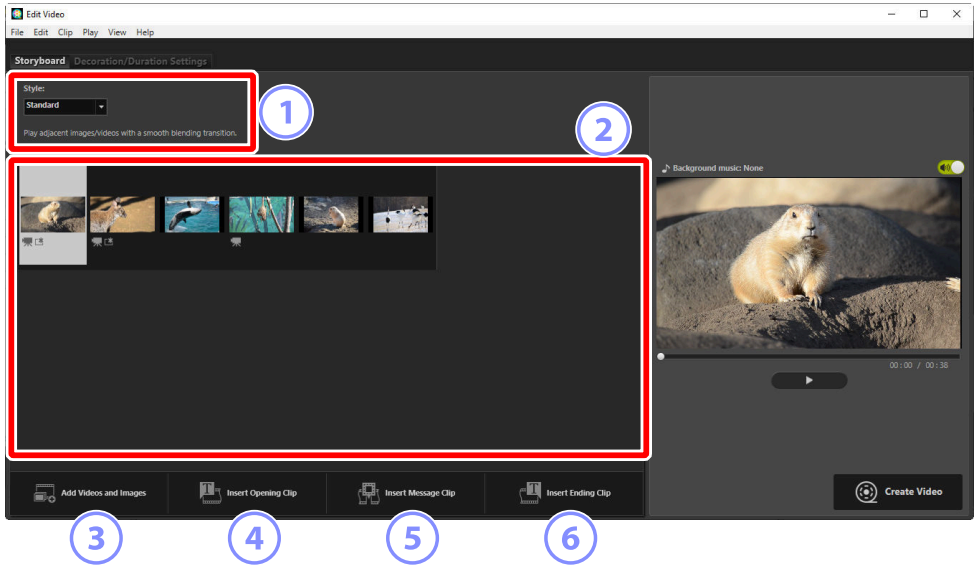 Edit Video
File Edit Clip Play View Help
Storyboard Decoration/Duration Settings
Style:
Standard
Play adjacent images/videos with a smooth blending transition.
1
2
Background music: None
00:00 / 00:38
Add Videos and Images
Insert Opening Clip
Insert Message Clip
Insert Ending Clip
Create Video
3
4
5
6